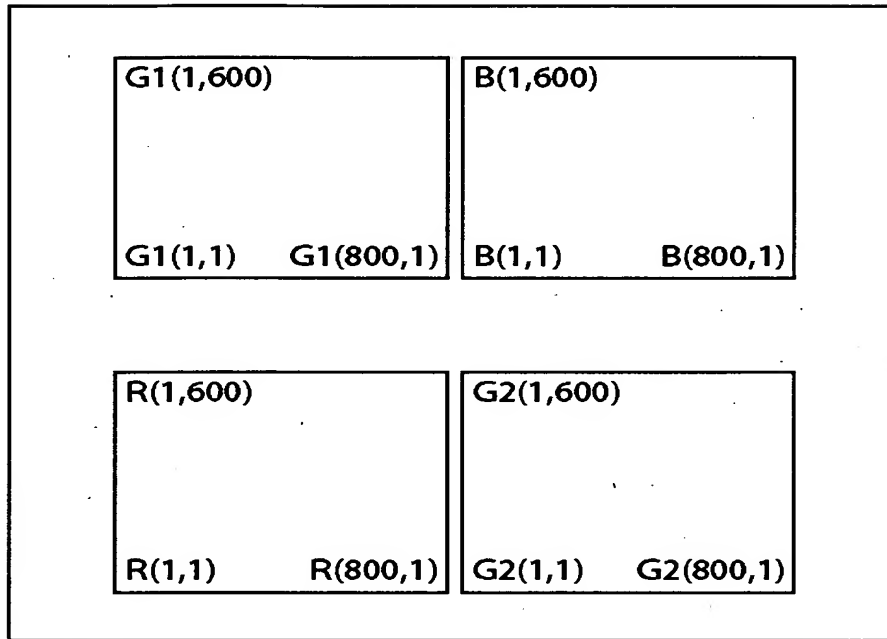 G1(1,600) B(1,600)
G1(1,1) G1(800,1) B(1,1) B(800,1)
R(1,600) G2(1,600)
R(1,1) R(800,1) G2(1,1) G2(800,1)